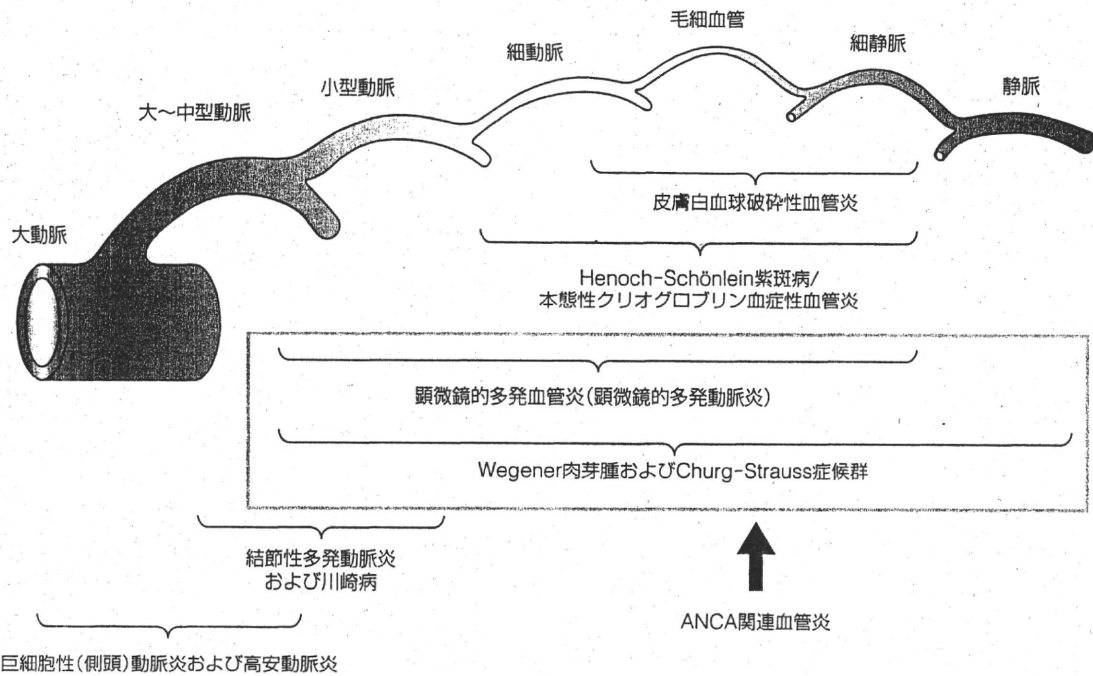 毛細血管
細動脈
細静脈
小型動脈
静脈
大〜中型動脈
皮膚白血球破砕性血管炎
大動脈
Henoch-Schönlein紫斑病/
本態性クリオグロブリン血症性血管炎
顕微鏡的多発血管炎(顕微鏡的多発動脈炎)
Wegener肉芽腫およびChurg-Strauss症候群
結節性多発動脈炎
および川崎病
ANCA関連血管炎
巨細胞性(側頭)動脈炎および高安動脈炎